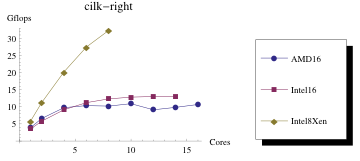 cilk−right
Gflops
30
25
20
15
10
5
5
10
15
Cores
AMD16
Intel16
Intel8Xen